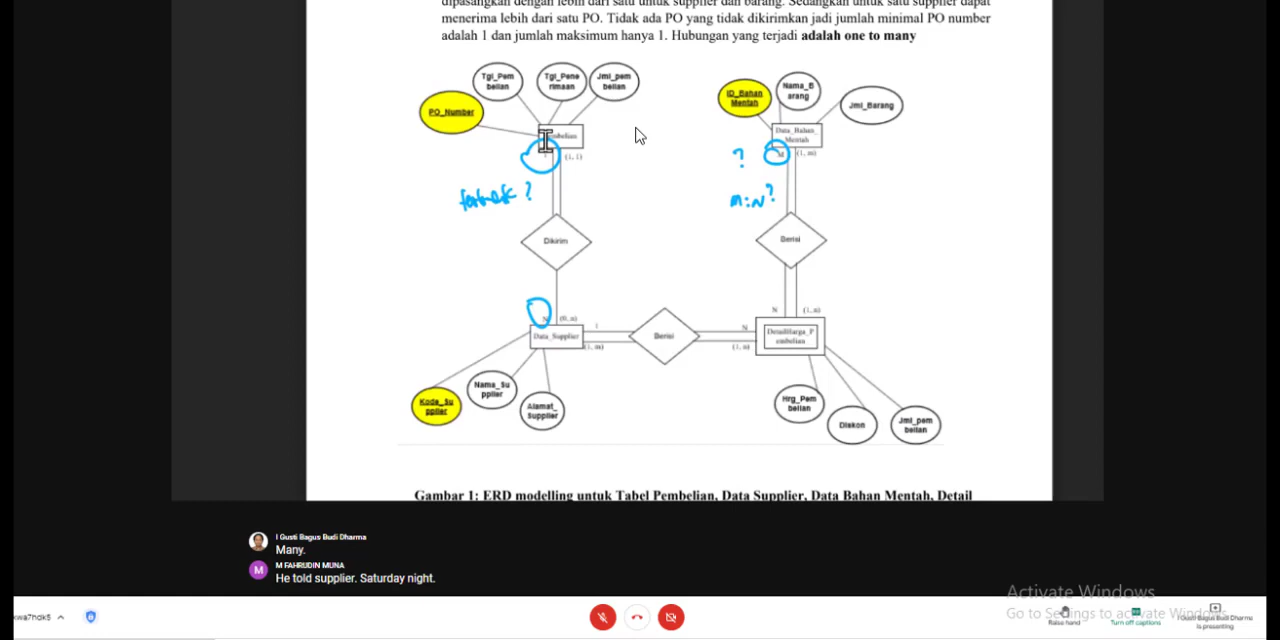 dipasangkan dengan lebih dari satu untuk supplier dan barang. Sedangkan untuk satu supplier dapat
menerima lebih dari satu PO. Tidak ada PO yang tidak dikirimkan jadi jumlah minimal PO number
adalah 1 dan jumlah maksimum hanya 1. Hubungan yang terjadi adalah one to many
Tgl_Pem
belian
Tgl_Pene
rimaan
Jml_pem
belian
PO_Number
ID_Bahan
Mentah
Nama_B
arang
Jml_Barang
Data_Bahan_
Mentah
(1, 1)
?
M
(1, m)
?
M:N?
Dikirim
Berisi
N
(0, n)
N
(1, n)
Data_Supplier
1
(1, m)
Berisi
N
(1, n)
DetailHarga_P
embelian
Kode_Su
pplier
Nama_Su
pplier
Alamat_
Supplier
Hrg_Pem
belian
Diskon
Jml_pem
belian
Gambar 1: ERD modelling untuk Tabel Pembelian, Data Supplier, Data Bahan Mentah, Detail
I Gusti Bagus Budi Dharma
Many.
M
M FAHRUDIN MUNA
He told supplier. Saturday night.
Activate Windows
Go to Settings to activate Windows.
Raise hand
Turn off captions
I Gusti Bagus Budi Dharma
is presenting